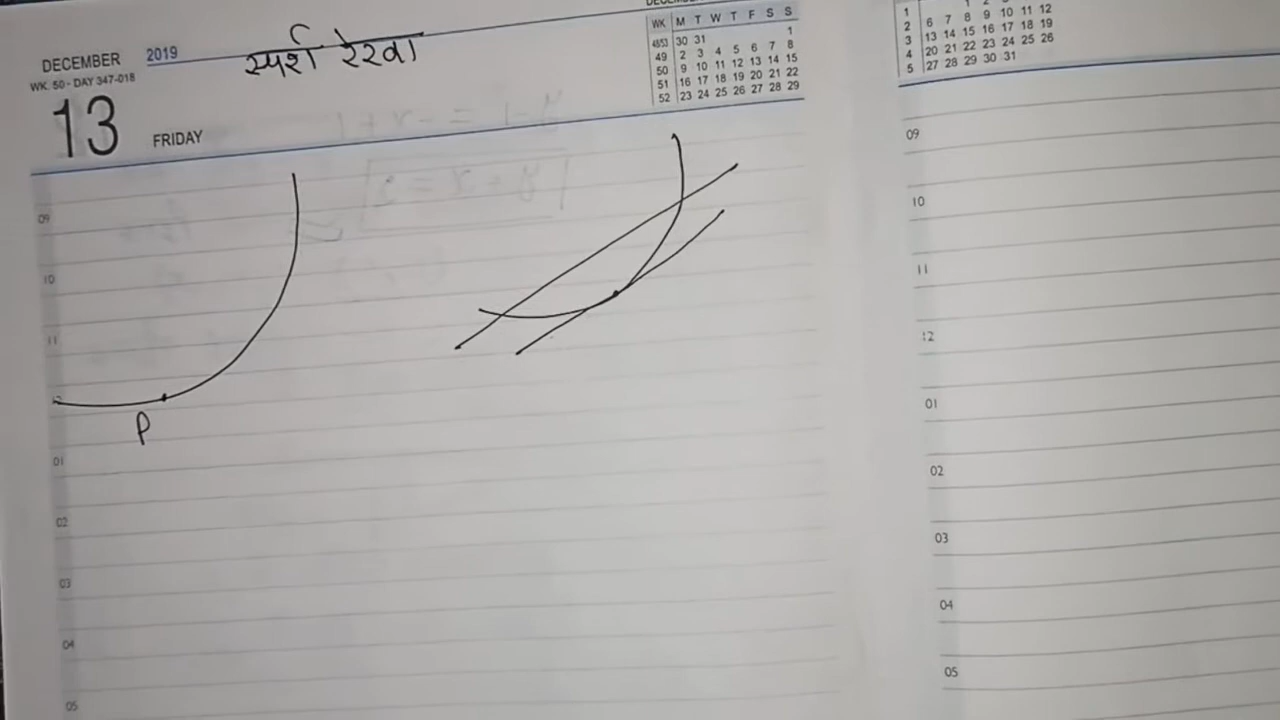 DECEMBER 2019
WK. 50 - DAY 347-018
13 FRIDAY
स्पर्श रेखा
WK M T W T F S S
4853 30 31 1
49 2 3 4 5 6 7 8
50 9 10 11 12 13 14 15
51 16 17 18 19 20 21 22
52 23 24 25 26 27 28 29
09
10
11
12
P
01
02
03
04
05
1
2 6 7 8 9 10 11 12
3 13 14 15 16 17 18 19
4 20 21 22 23 24 25 26
5 27 28 29 30 31
09
10
11
12
01
02
03
04
05